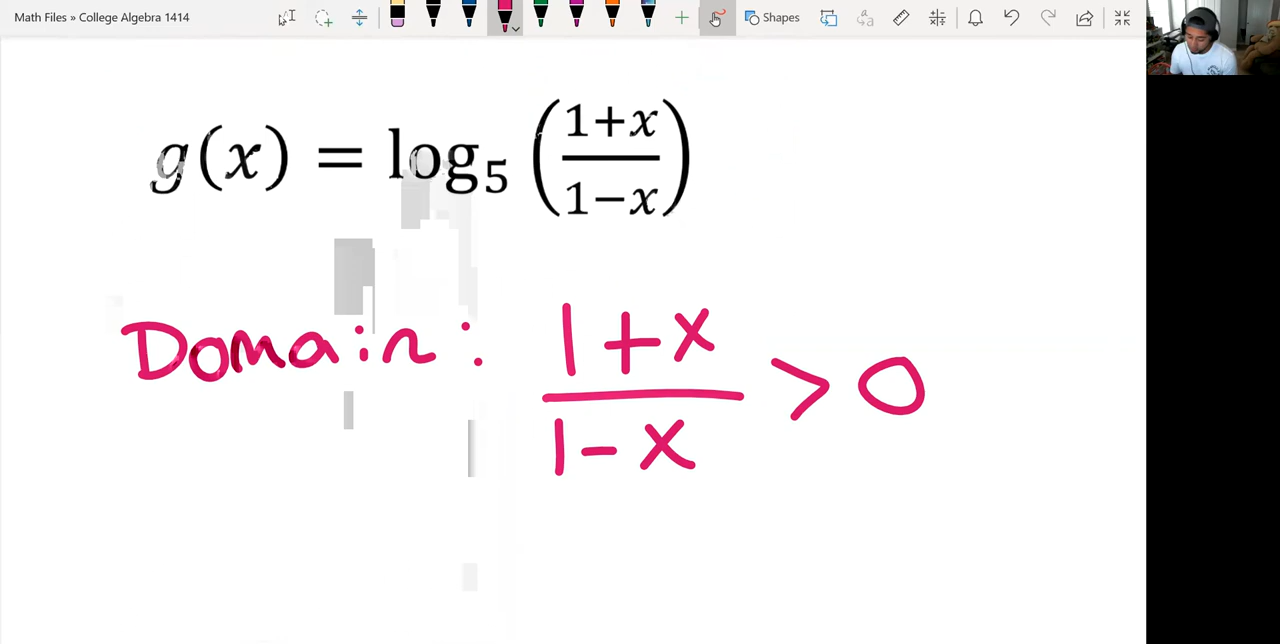 Math Files » College Algebra 1414
Shapes
g(x) = log₅ ((1+x)/(1−x))
Domain: (1+x)/(1-x) > 0